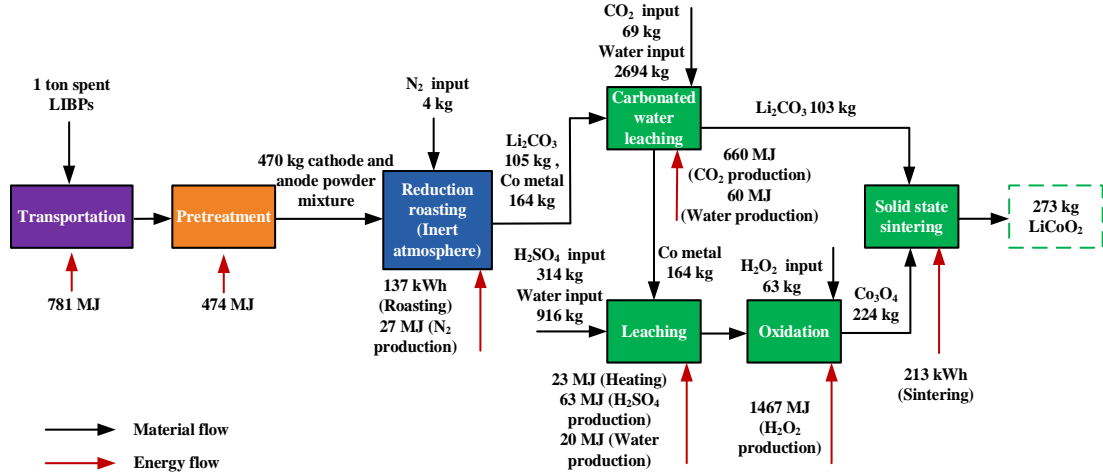 CO₂ input
69 kg
Water input
2694 kg
1 ton spent
LIBPs
N₂ input
4 kg
Carbonated
water
leaching
Li₂CO₃ 103 kg
Li₂CO₃
105 kg ,
Co metal
164 kg
470 kg cathode and
anode powder
mixture
660 MJ
(CO₂ production)
60 MJ
(Water production)
Transportation
Pretreatment
Reduction
roasting
(Inert
atmosphere)
Solid state
sintering
273 kg
LiCoO₂
781 MJ
474 MJ
137 kWh
(Roasting)
27 MJ (N₂
production)
H₂SO₄ input
314 kg
Water input
916 kg
Co metal
164 kg
H₂O₂ input
63 kg
Co₃O₄
224 kg
Leaching
Oxidation
213 kWh
(Sintering)
23 MJ (Heating)
63 MJ (H₂SO₄
production)
20 MJ (Water
production)
1467 MJ
(H₂O₂
production)
Material flow
Energy flow